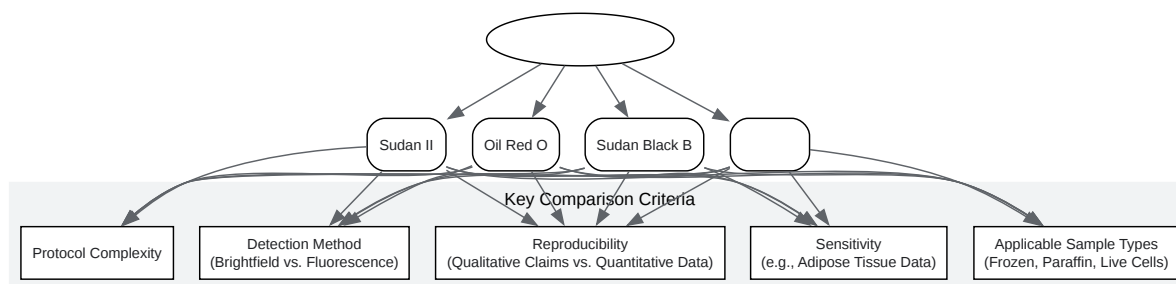 Sudan II
Oil Red O
Sudan Black B
Key Comparison Criteria
Protocol Complexity
Detection Method
(Brightfield vs. Fluorescence)
Reproducibility
(Qualitative Claims vs. Quantitative Data)
Sensitivity
(e.g., Adipose Tissue Data)
Applicable Sample Types
(Frozen, Paraffin, Live Cells)